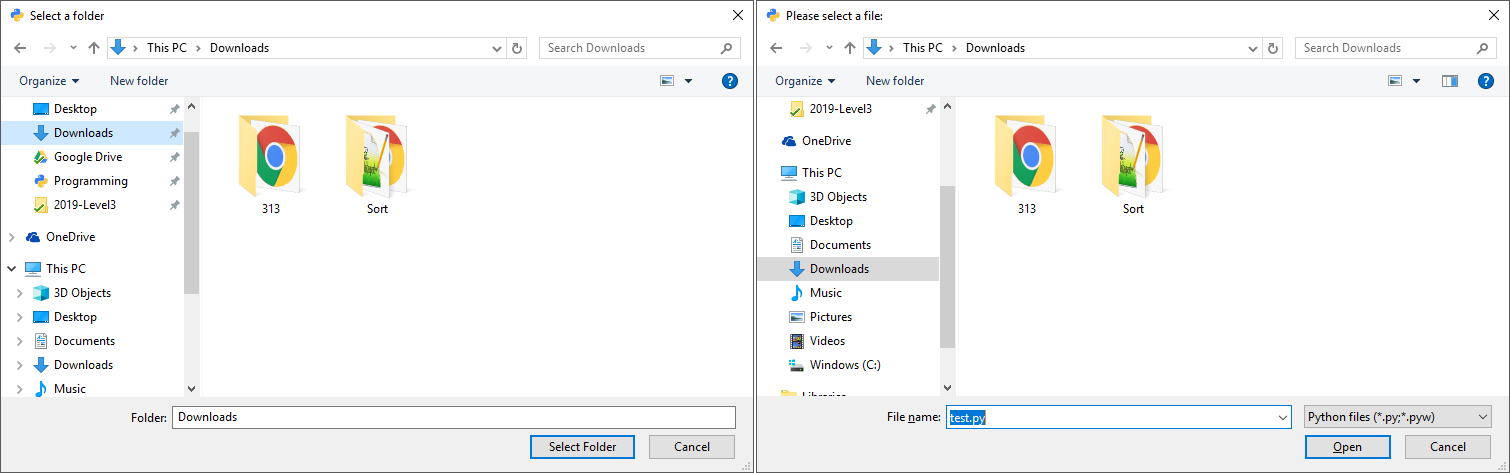 Select a folder
This PC > Downloads
Search Downloads
Organize
New folder
?
Desktop
Downloads
Google Drive
Programming
2019-Level3
OneDrive
This PC
3D Objects
Desktop
Documents
Downloads
Music
313
Sort
Folder: Downloads
Select Folder
Cancel
Please select a file:
This PC > Downloads
Search Downloads
Organize
New folder
?
2019-Level3
OneDrive
This PC
3D Objects
Desktop
Documents
Downloads
Music
Pictures
Videos
Windows (C:)
Libraries
313
Sort
File name: test.py
Python files (*.py;*.pyw)
Open
Cancel